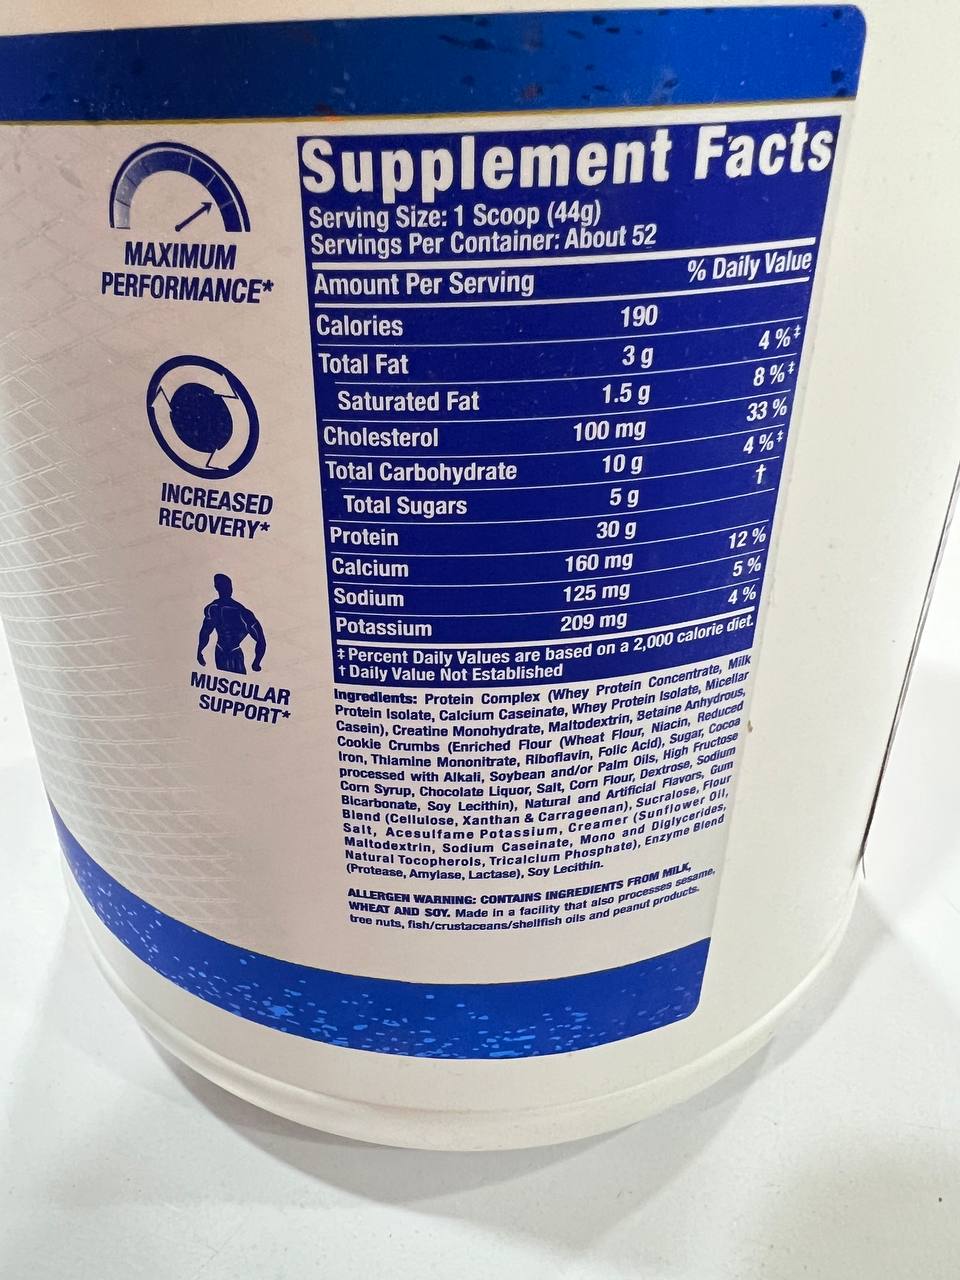 MAXIMUM
PERFORMANCE*
INCREASED
RECOVERY*
MUSCULAR
SUPPORT*
Supplement Facts
Serving Size: 1 Scoop (44g)
Servings Per Container: About 52
Amount Per Serving % Daily Value
Calories 190
Total Fat 3 g 4 %‡
Saturated Fat 1.5 g 8 %‡
Cholesterol 100 mg 33 %
Total Carbohydrate 10 g 4 %‡
Total Sugars 5 g †
Protein 30 g
Calcium 160 mg 12 %
Sodium 125 mg 5 %
Potassium 209 mg 4 %
‡ Percent Daily Values are based on a 2,000 calorie diet.
† Daily Value Not Established
Ingredients: Protein Complex (Whey Protein Concentrate, Milk
Protein Isolate, Calcium Caseinate, Whey Protein Isolate, Micellar
Casein), Creatine Monohydrate, Maltodextrin, Betaine Anhydrous,
Cookie Crumbs (Enriched Flour (Wheat Flour, Niacin, Reduced
Iron, Thiamine Mononitrate, Riboflavin, Folic Acid), Sugar, Cocoa
processed with Alkali, Soybean and/or Palm Oils, High Fructose
Corn Syrup, Chocolate Liquor, Salt, Corn Flour, Dextrose, Sodium
Bicarbonate, Soy Lecithin), Natural and Artificial Flavors, Gum
Blend (Cellulose, Xanthan & Carrageenan), Sucralose, Flour
Salt, Acesulfame Potassium, Creamer (Sunflower Oil,
Maltodextrin, Sodium Caseinate, Mono and Diglycerides,
Natural Tocopherols, Tricalcium Phosphate), Enzyme Blend
(Protease, Amylase, Lactase), Soy Lecithin.
ALLERGEN WARNING: CONTAINS INGREDIENTS FROM MILK,
WHEAT AND SOY. Made in a facility that also processes sesame,
tree nuts, fish/crustaceans/shellfish oils and peanut products.